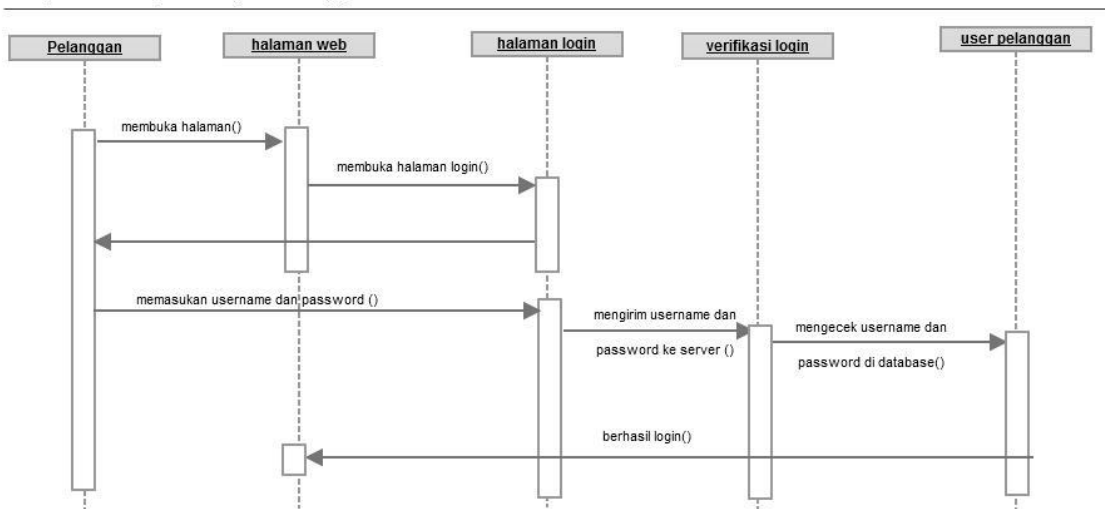 Pelanggan
halaman web
halaman login
verifikasi login
user pelanggan
membuka halaman()
membuka halaman login()
memasukan username dan password ()
mengirim username dan
password ke server ()
mengecek username dan
password di database()
berhasil login()